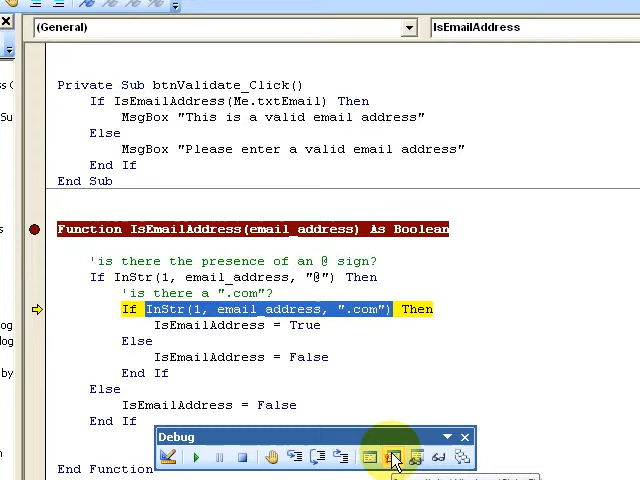 (General)
IsEmailAddress
Private Sub btnValidate_Click()
If IsEmailAddress(Me.txtEmail) Then
MsgBox "This is a valid email address"
Else
MsgBox "Please enter a valid email address"
End If
End Sub
Function IsEmailAddress(email_address) As Boolean
'is there the presence of an @ sign?
If InStr(1, email_address, "@") Then
'is there a ".com"?
If InStr(1, email_address, ".com") Then
IsEmailAddress = True
Else
IsEmailAddress = False
End If
Else
IsEmailAddress = False
End If
Debug
End Function